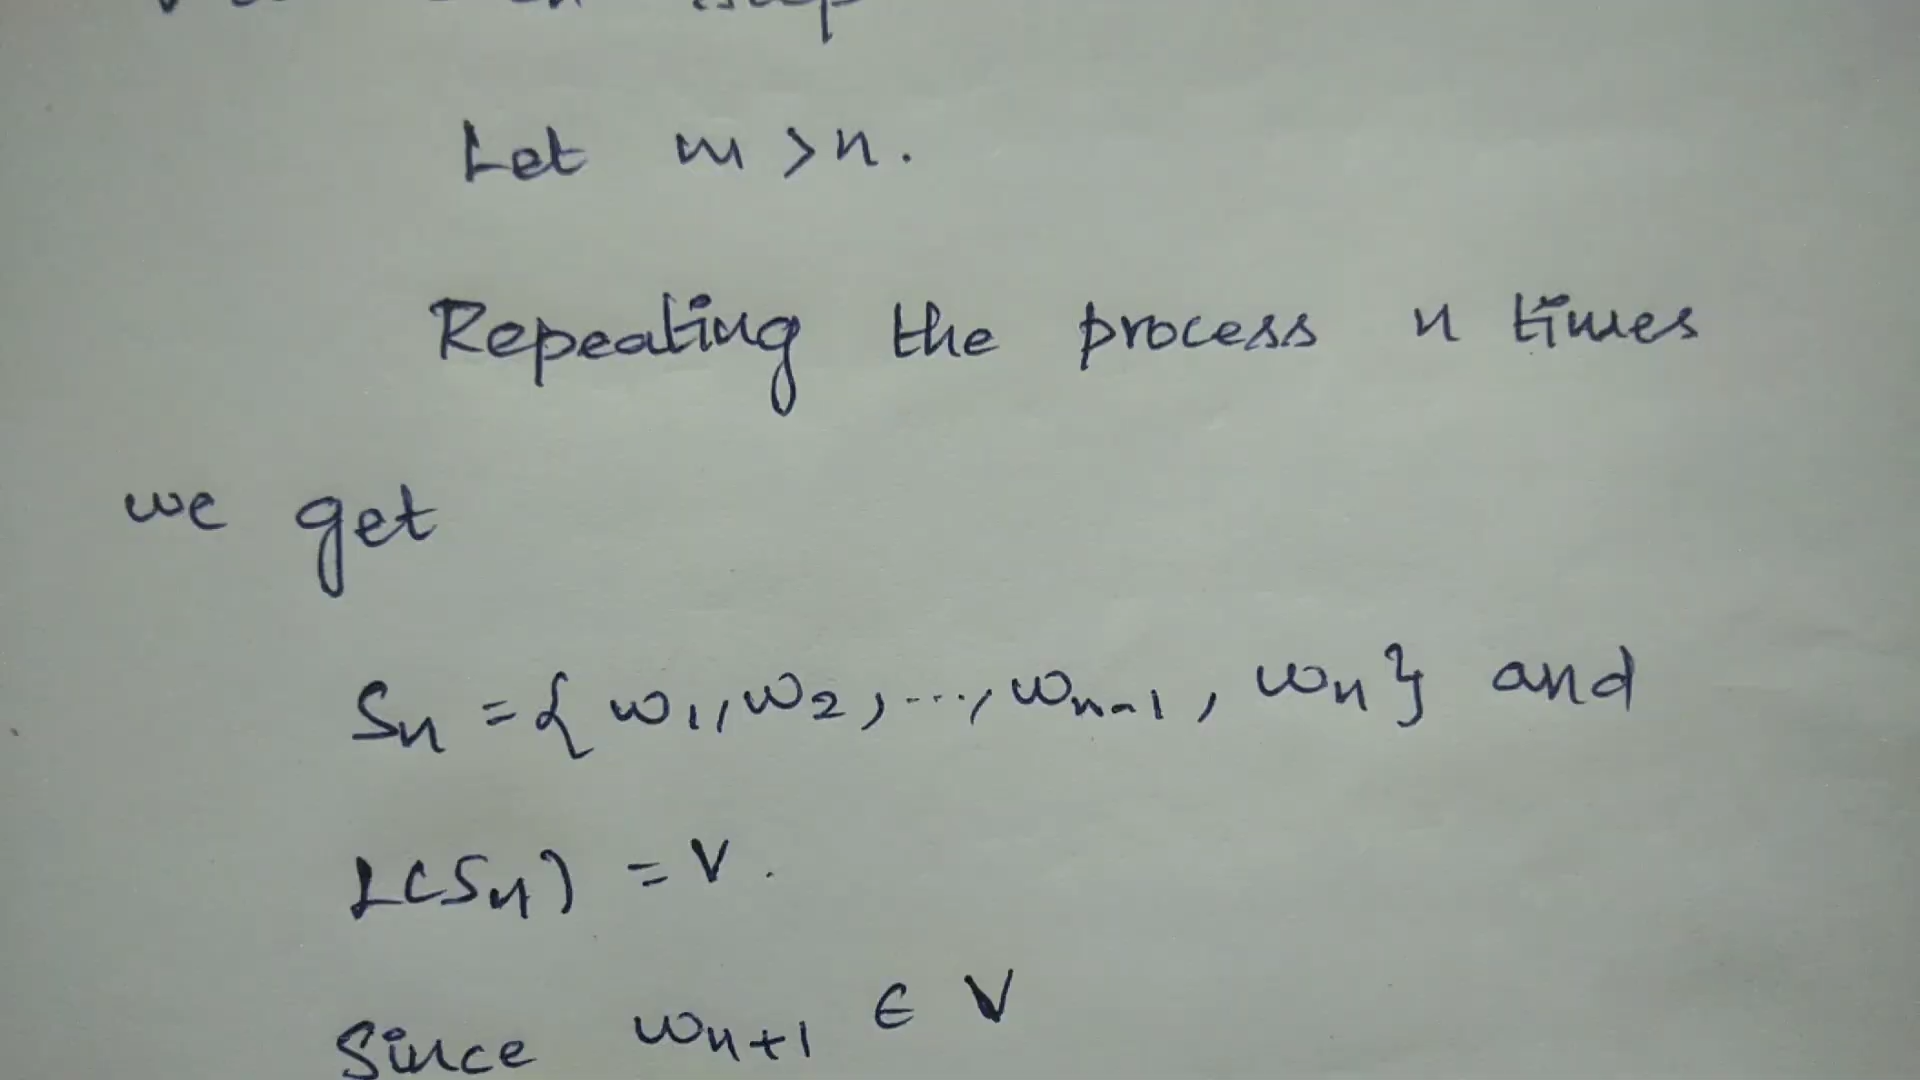 Let m > n.
Repeating the process n times
we get
Sn = { w1, w2, ..., wn-1, wn } and
L(Sn) = V.
Since wn+1 ∈ V